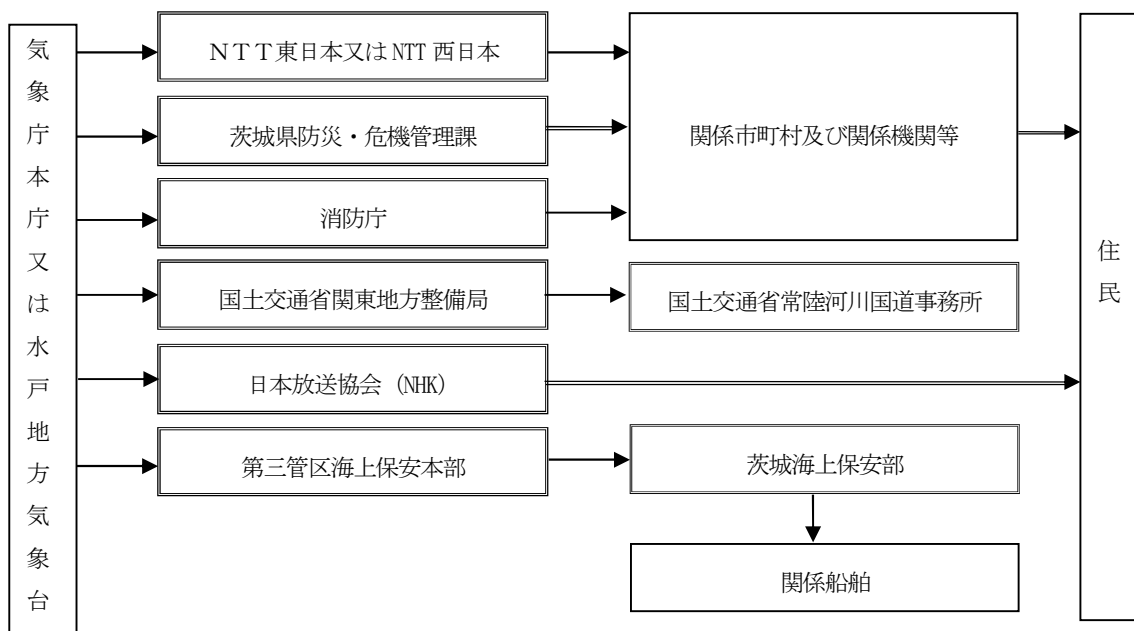 気象庁本庁又は水戸地方気象台
NTT東日本又は NTT 西日本
茨城県防災・危機管理課
消防庁
国土交通省関東地方整備局
日本放送協会 (NHK)
第三管区海上保安本部
関係市町村及び関係機関等
国土交通省常陸河川国道事務所
茨城海上保安部
関係船舶
住民